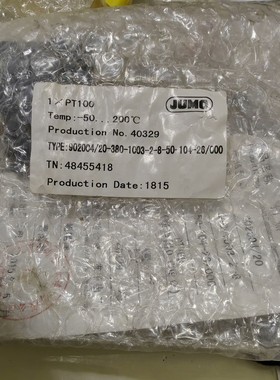 1╱PT100
JUMO
Temp:-50...200℃
Production No.40329
TYPE:902004/20-380-1003-2-8-50-104-26/000
TN:48455418
Production Date:1815